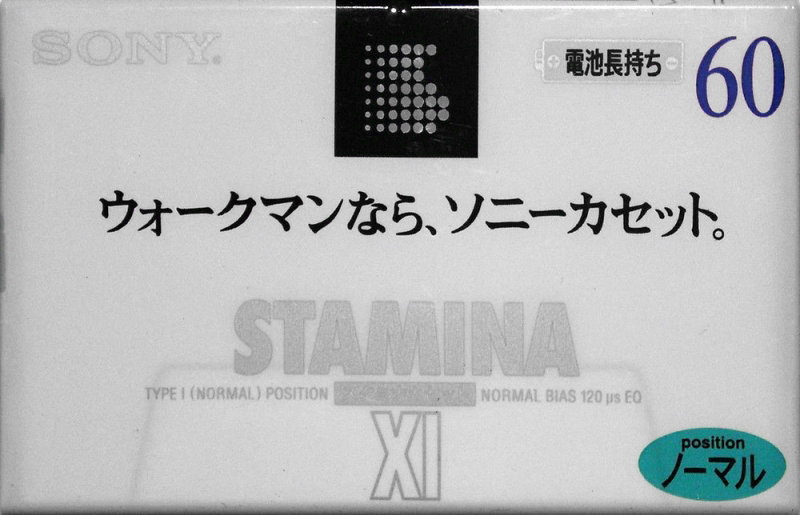 SONY
電池長持ち
60
ウォークマンなら、ソニーカセット。
STAMINA
TYPE I (NORMAL) POSITION NORMAL BIAS 120 μs EQ
XI
position
ノーマル